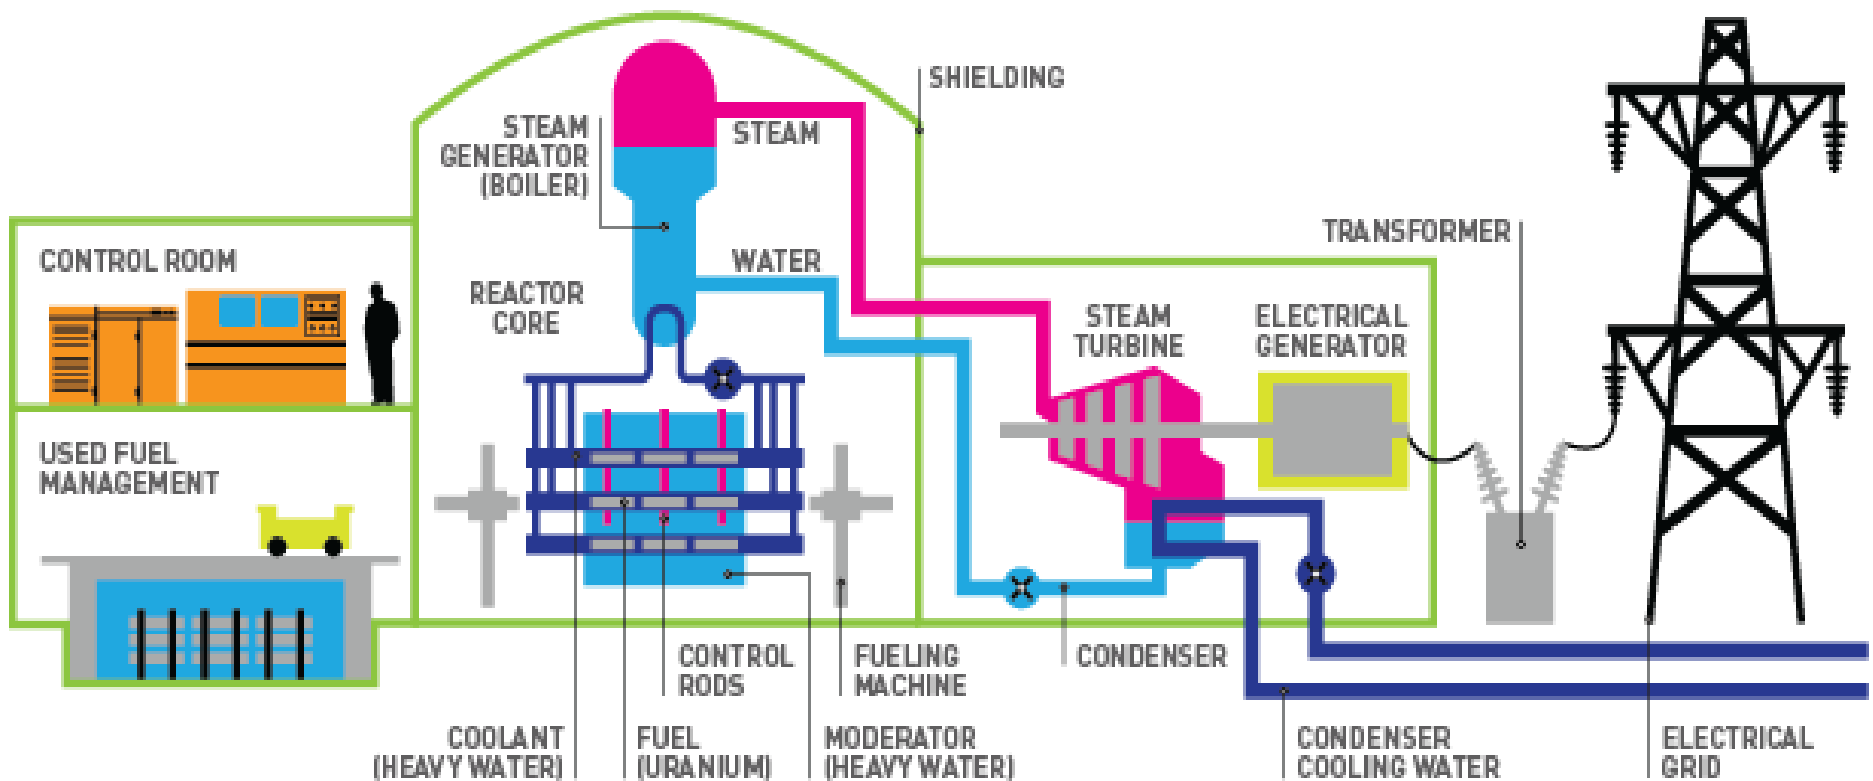 SHIELDING
STEAM
GENERATOR
(BOILER)
STEAM
TRANSFORMER
CONTROL ROOM
WATER
REACTOR
CORE
STEAM
TURBINE
ELECTRICAL
GENERATOR
USED FUEL
MANAGEMENT
CONTROL
RODS
FUELING
MACHINE
CONDENSER
COOLANT
(HEAVY WATER)
FUEL
(URANIUM)
MODERATOR
(HEAVY WATER)
CONDENSER
COOLING WATER
ELECTRICAL
GRID